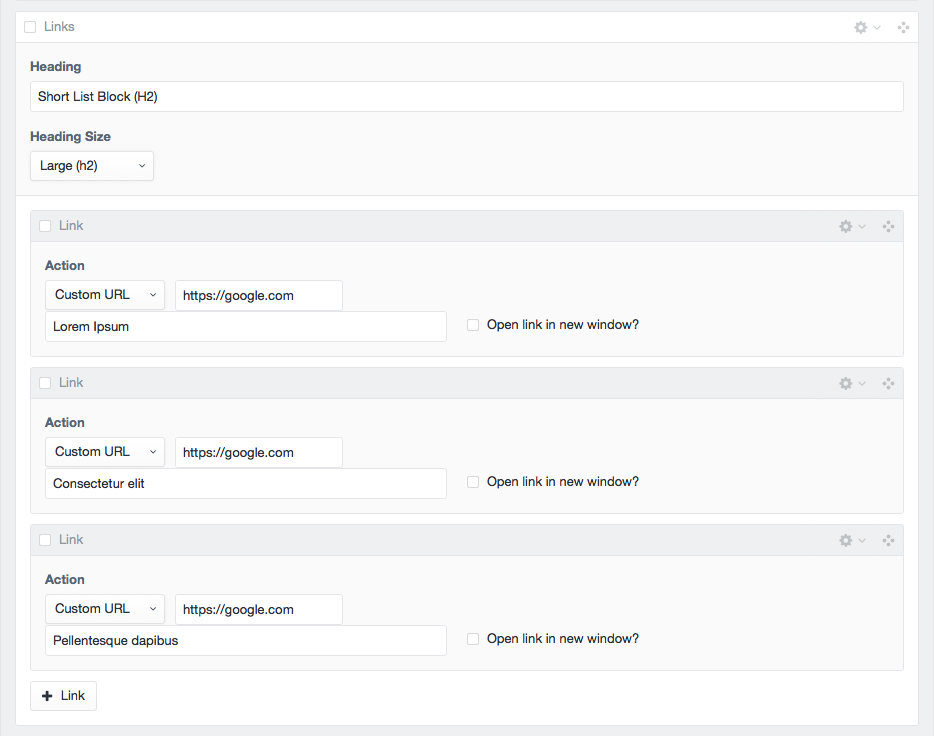 Links
Heading
Short List Block (H2)
Heading Size
Large (h2)
Link
Action
Custom URL https://google.com
Lorem Ipsum Open link in new window?
Link
Action
Custom URL https://google.com
Consectetur elit Open link in new window?
Link
Action
Custom URL https://google.com
Pellentesque dapibus Open link in new window?
Link